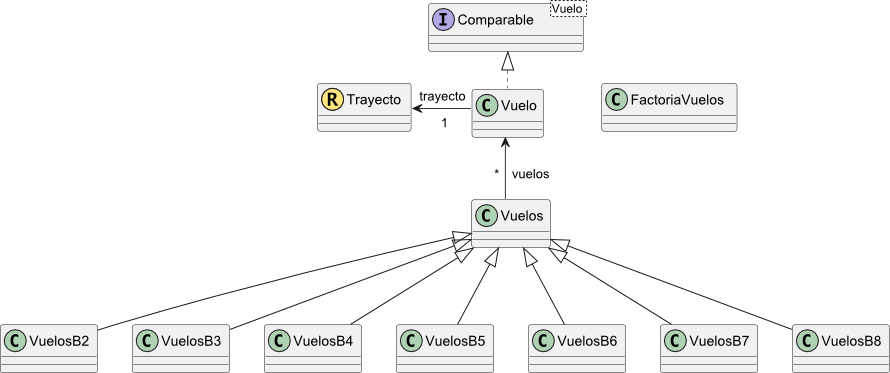 Vuelo
I Comparable
R Trayecto
trayecto
1
C Vuelo
C FactoriaVuelos
* vuelos
C Vuelos
C VuelosB2
C VuelosB3
C VuelosB4
C VuelosB5
C VuelosB6
C VuelosB7
C VuelosB8